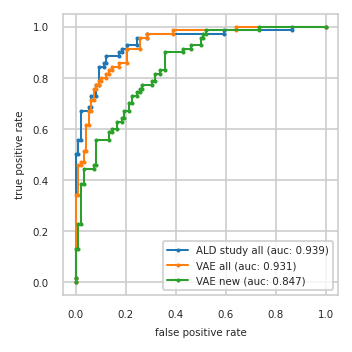 1.0
0.8
0.6
0.4
0.2
0.0
true positive rate
ALD study all (auc: 0.939)
VAE all (auc: 0.931)
VAE new (auc: 0.847)
0.0 0.2 0.4 0.6 0.8 1.0
false positive rate